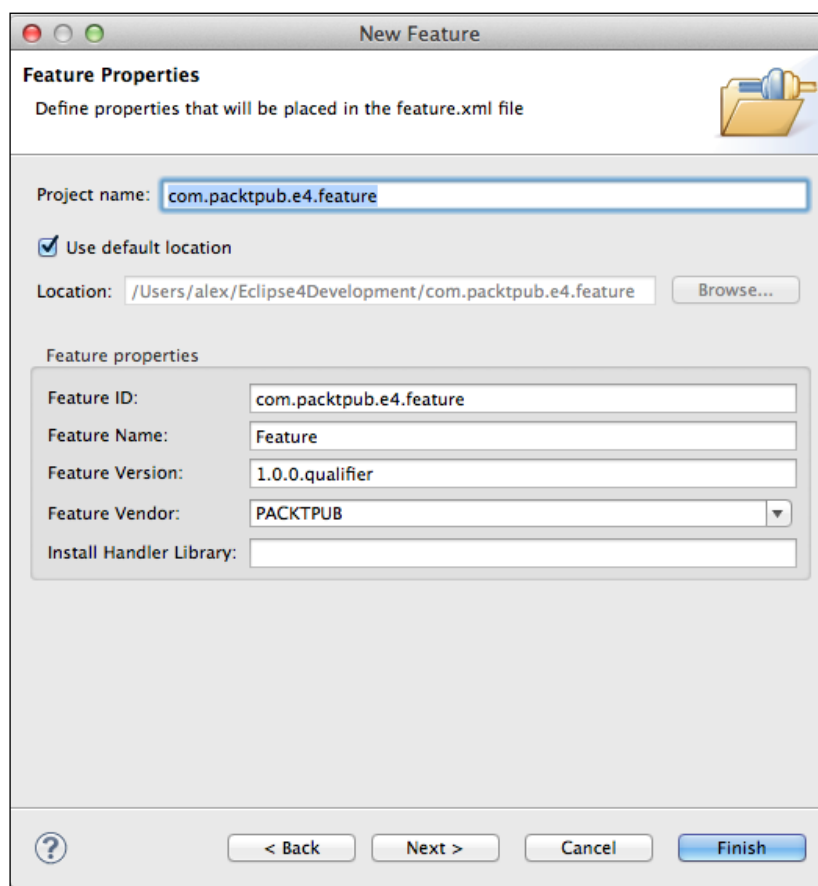 New Feature
Feature Properties
Define properties that will be placed in the feature.xml file
Project name: com.packtpub.e4.feature
Use default location
Location: /Users/alex/Eclipse4Development/com.packtpub.e4.feature Browse...
Feature properties
Feature ID: com.packtpub.e4.feature
Feature Name: Feature
Feature Version: 1.0.0.qualifier
Feature Vendor: PACKTPUB
Install Handler Library:
? < Back Next > Cancel Finish